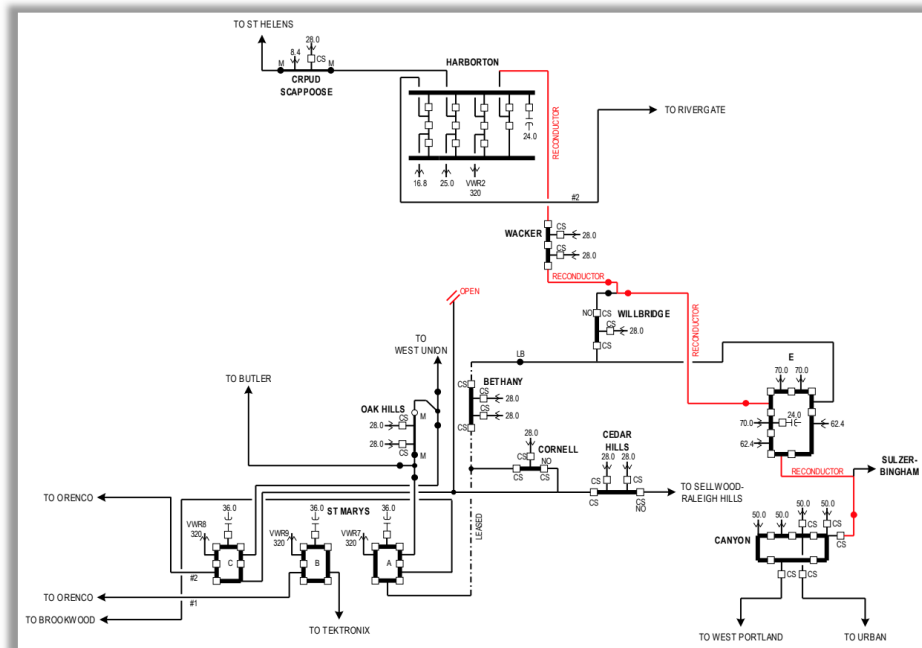 TO ST HELENS
28.0
8.4
CS
M
M
CRPUD
SCAPPOOSE
HARBORTON
24.0
RECONDUCTOR
TO RIVERGATE
16.8
25.0
VWR2
320
#2
WACKER
CS
28.0
CS
28.0
RECONDUCTOR
OPEN
NO
CS
WILLBRIDGE
CS
28.0
CS
RECONDUCTOR
TO
WEST UNION
LB
E
70.0
70.0
TO BUTLER
CS
BETHANY
CS
28.0
CS
28.0
CS
OAK HILLS
M
CS
28.0
28.0
CS
M
24.0
70.0
62.4
62.4
28.0
CORNELL
CS
NO
CS
CS
CEDAR
HILLS
28.0
28.0
CS
CS
CS
CS
NO
RECONDUCTOR
SULZER-
BINGHAM
TO SELLWOOD-
RALEIGH HILLS
TO ORENCO
36.0
36.0
36.0
ST MARYS
VWR8
320
VWR9
320
VWR7
320
C
B
A
LEASED
50.0
50.0
50.0
50.0
CS
CS
CANYON
CS
#2
TO ORENCO
#1
CS
CS
TO BROOKWOOD
TO TEKTRONIX
TO WEST PORTLAND
TO URBAN